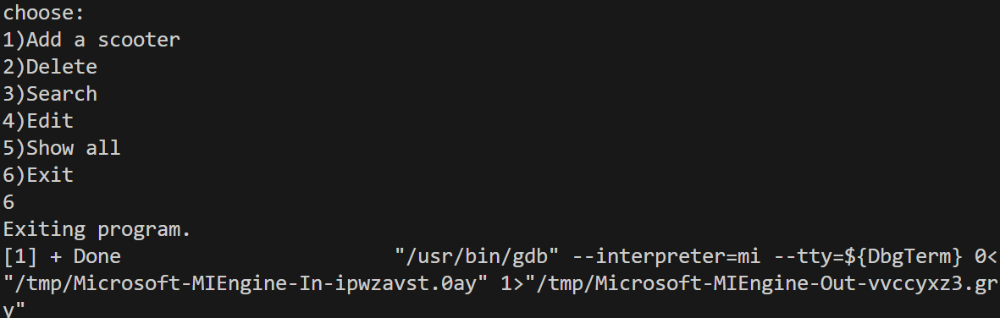 choose:
1)Add a scooter
2)Delete
3)Search
4)Edit
5)Show all
6)Exit
6
Exiting program.
[1] + Done                       "/usr/bin/gdb" --interpreter=mi --tty=${DbgTerm} 0<
"/tmp/Microsoft-MIEngine-In-ipwzavst.0ay" 1>"/tmp/Microsoft-MIEngine-Out-vvccyxz3.gr
y"